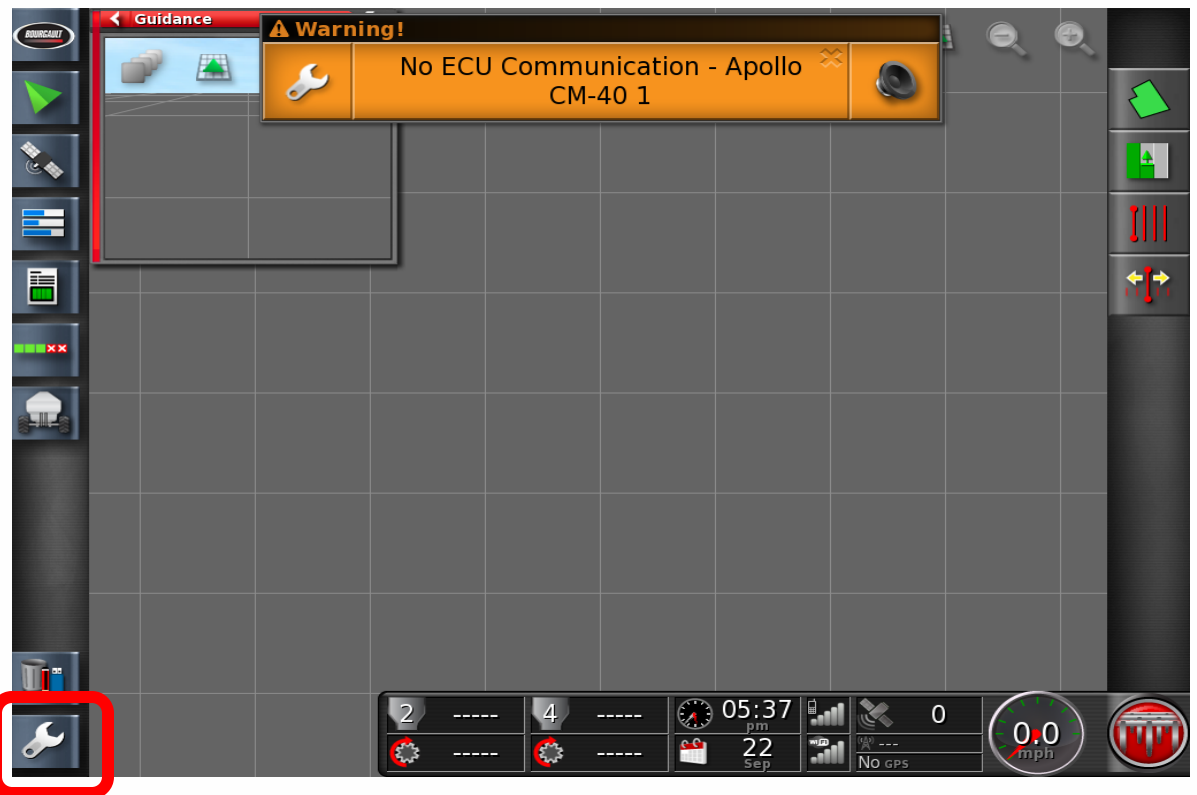 BOURGAULT
Guidance
Warning!
No ECU Communication - Apollo
CM-40 1
2
-----
4
-----
05:37
pm
0
-----
-----
22
Sep
WiFi
---
No GPS
0.0
mph